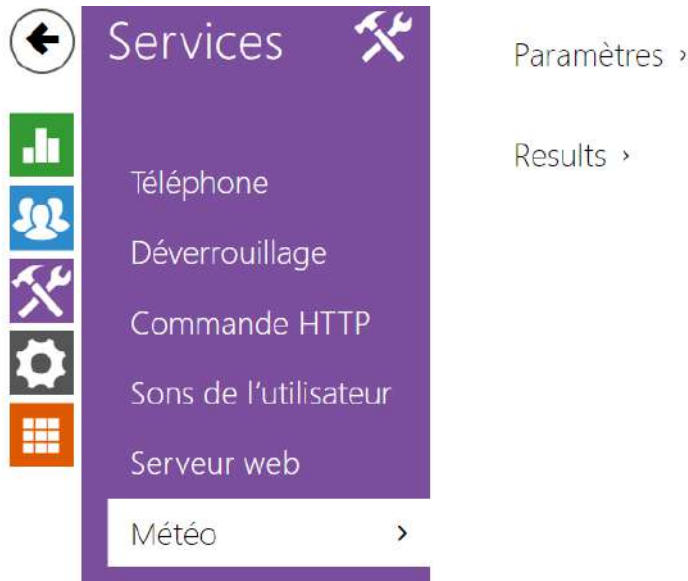 Services
Téléphone
Déverrouillage
Commande HTTP
Sons de l'utilisateur
Serveur web
Météo
Paramètres
Results